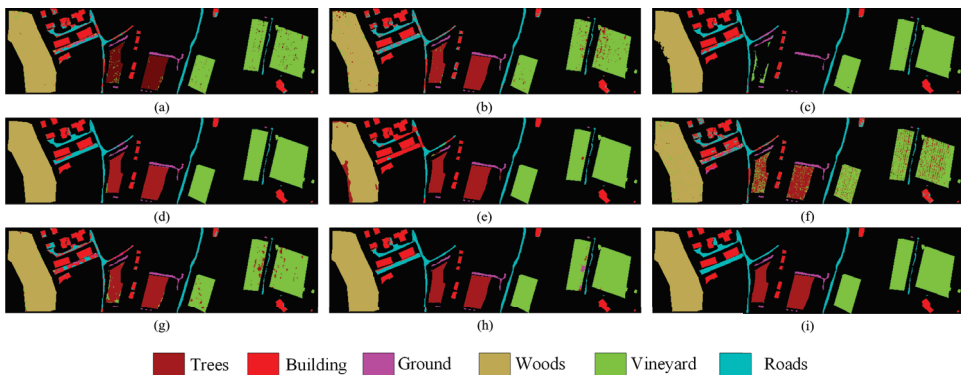 (a) (b) (c)
(d) (e) (f)
(g) (h) (i)
Trees Building Ground Woods Vineyard Roads